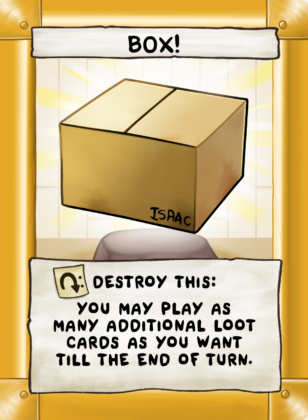 BOX!
ISAAC
DESTROY THIS:
YOU MAY PLAY AS
MANY ADDITIONAL LOOT
CARDS AS YOU WANT
TILL THE END OF TURN.